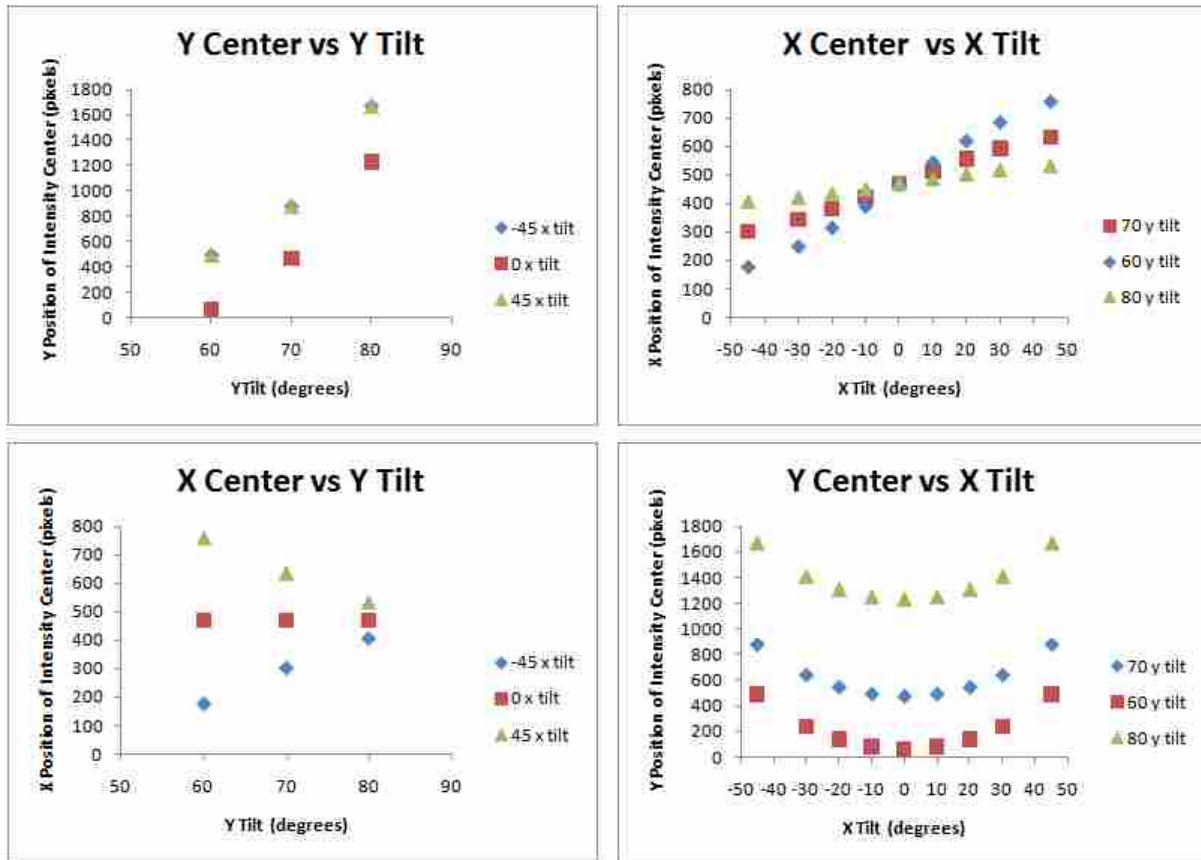 Y Center vs Y Tilt
Y Position of Intensity Center (pixels)
1800
1600
1400
1200
1000
800
600
400
200
0
50 60 70 80 90
Y Tilt (degrees)
-45 x tilt
0 x tilt
45 x tilt
X Center vs X Tilt
X Position of Intensity Center (pixels)
800
700
600
500
400
300
200
100
0
-50 -40 -30 -20 -10 0 10 20 30 40 50
X Tilt (degrees)
70 y tilt
60 y tilt
80 y tilt
X Center vs Y Tilt
X Position of Intensity Center (pixels)
800
700
600
500
400
300
200
100
0
50 60 70 80 90
Y Tilt (degrees)
-45 x tilt
0 x tilt
45 x tilt
Y Center vs X Tilt
Y Position of Intensity Center (pixels)
1800
1600
1400
1200
1000
800
600
400
200
0
-50 -40 -30 -20 -10 0 10 20 30 40 50
X Tilt (degrees)
70 y tilt
60 y tilt
80 y tilt